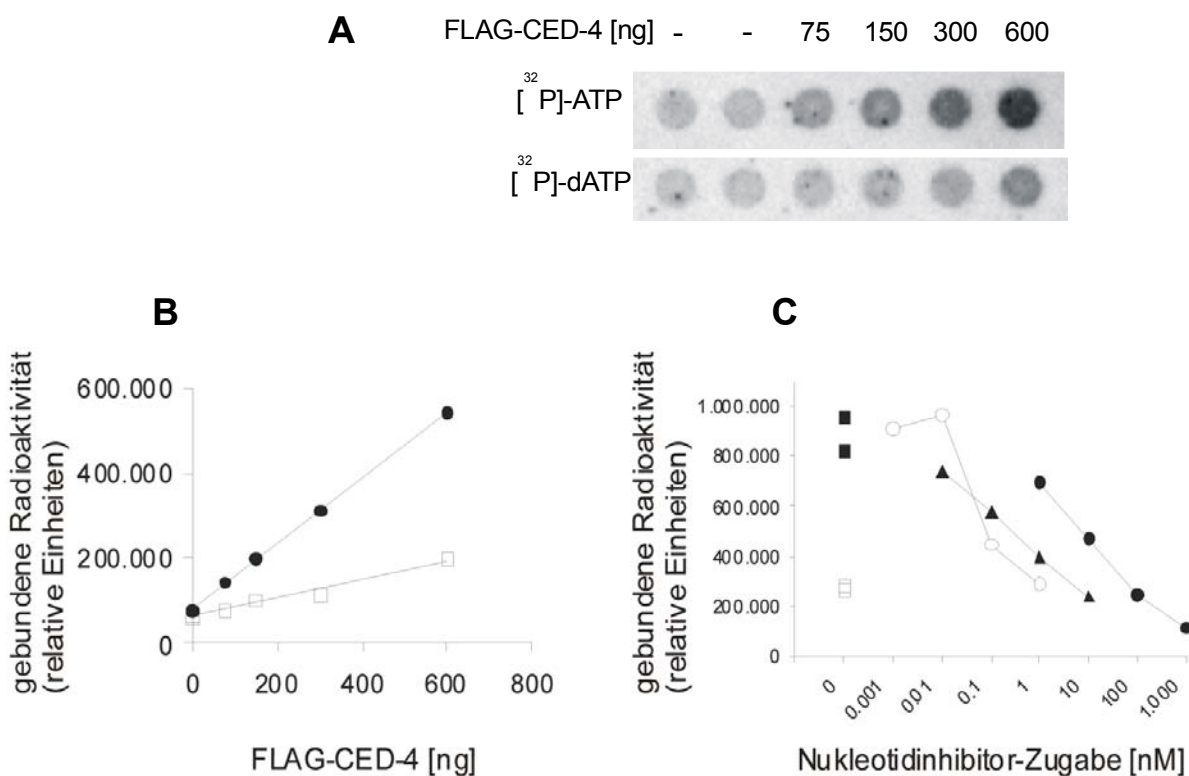 A
FLAG-CED-4 [ng] - - 75 150 300 600
[³²P]-ATP
[³²P]-dATP
B
gebundene Radioaktivität
(relative Einheiten)
600.000
400.000
200.000
0
0 200 400 600 800
FLAG-CED-4 [ng]
C
gebundene Radioaktivität
(relative Einheiten)
1.000.000
800.000
600.000
400.000
200.000
0
0 0.001 0,01 0.1 1 10 100 1.000
Nukleotidinhibitor-Zugabe [nM]